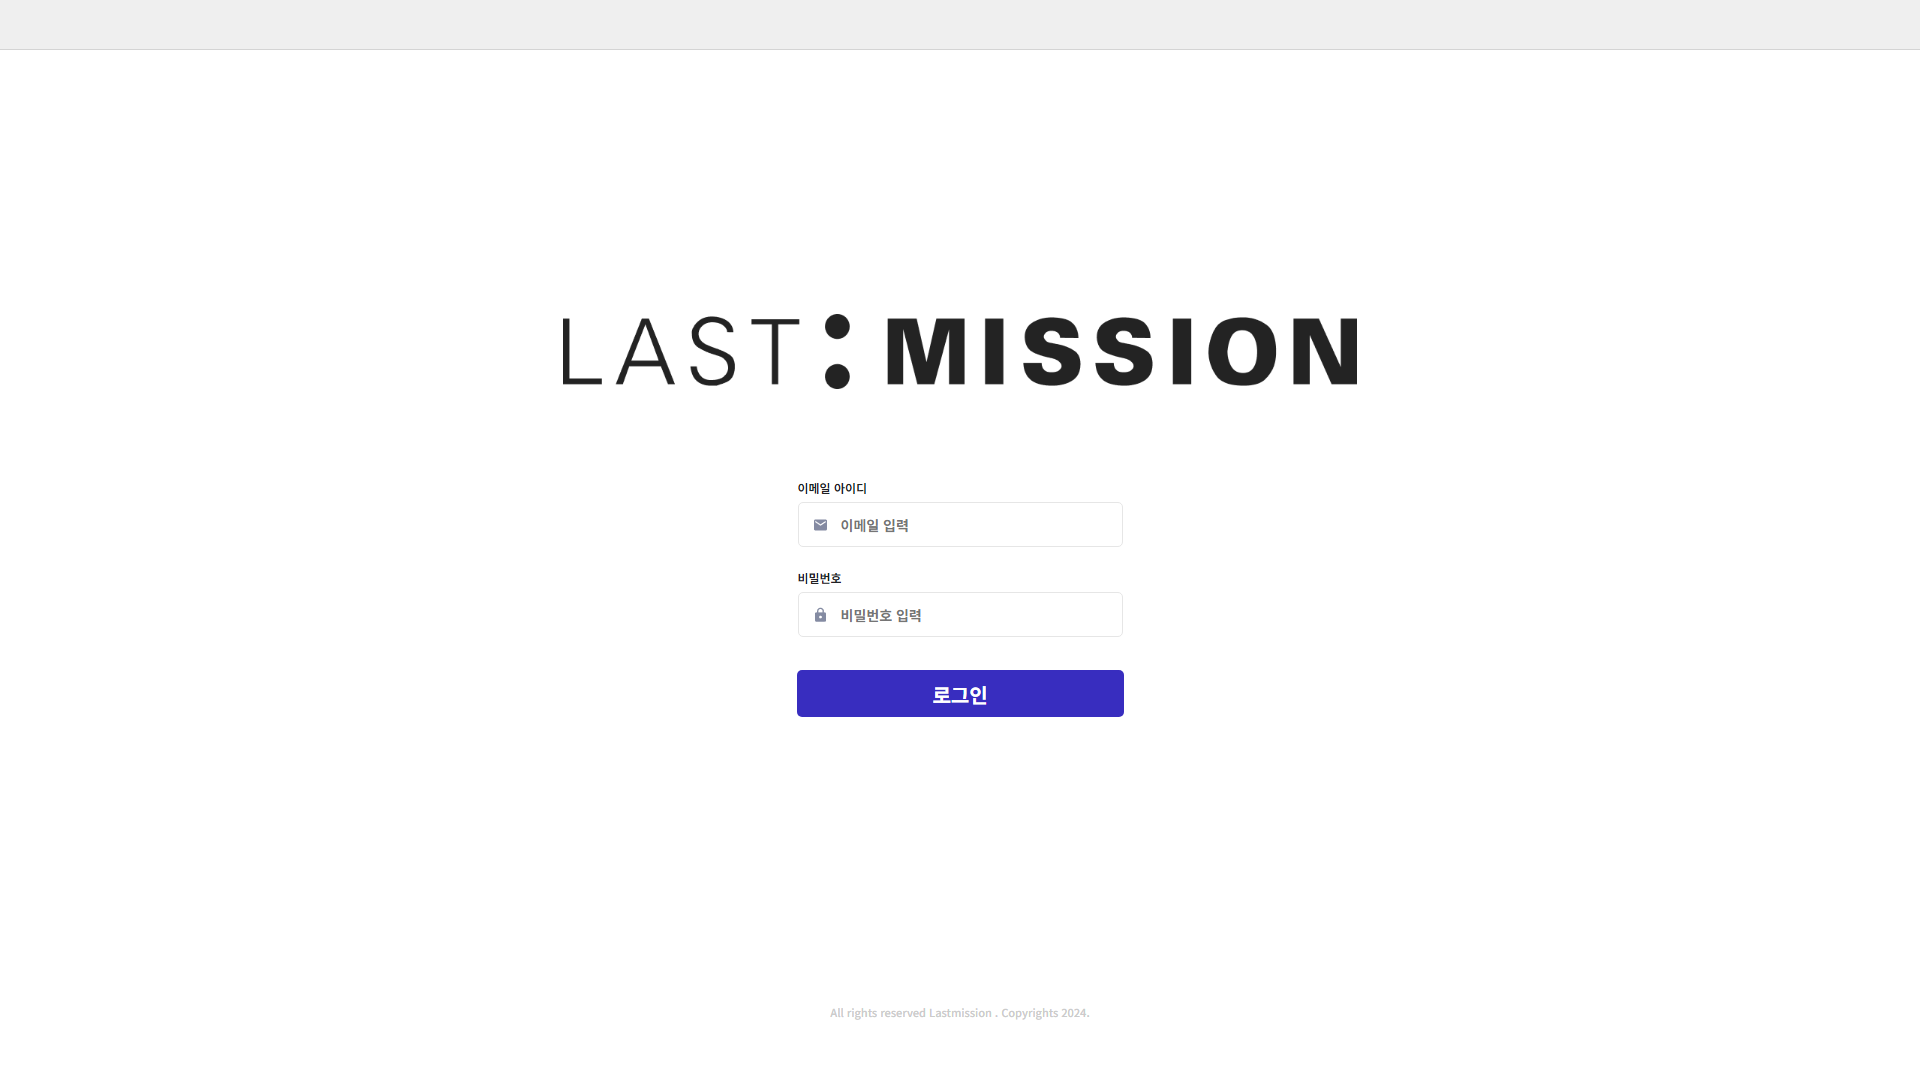 LAST:MISSION
이메일 아이디
이메일 입력
비밀번호
비밀번호 입력
로그인
All rights reserved Lastmission . Copyrights 2024.